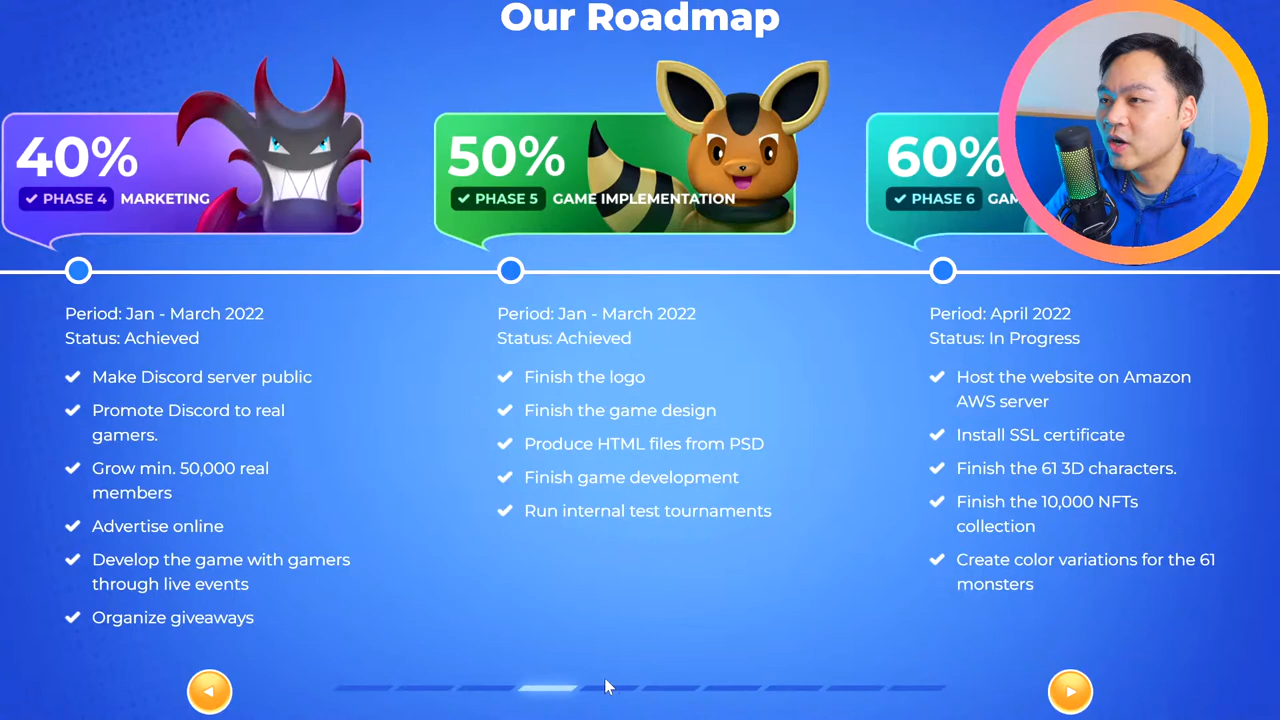 Our Roadmap
40%
PHASE 4 MARKETING
50%
PHASE 5 GAME IMPLEMENTATION
60%
PHASE 6
Period: Jan - March 2022
Status: Achieved
Make Discord server public
Promote Discord to real
gamers.
Grow min. 50,000 real
members
Advertise online
Develop the game with gamers
through live events
Organize giveaways
Period: Jan - March 2022
Status: Achieved
Finish the logo
Finish the game design
Produce HTML files from PSD
Finish game development
Run internal test tournaments
Period: April 2022
Status: In Progress
Host the website on Amazon
AWS server
Install SSL certificate
Finish the 61 3D characters.
Finish the 10,000 NFTs
collection
Create color variations for the 61
monsters